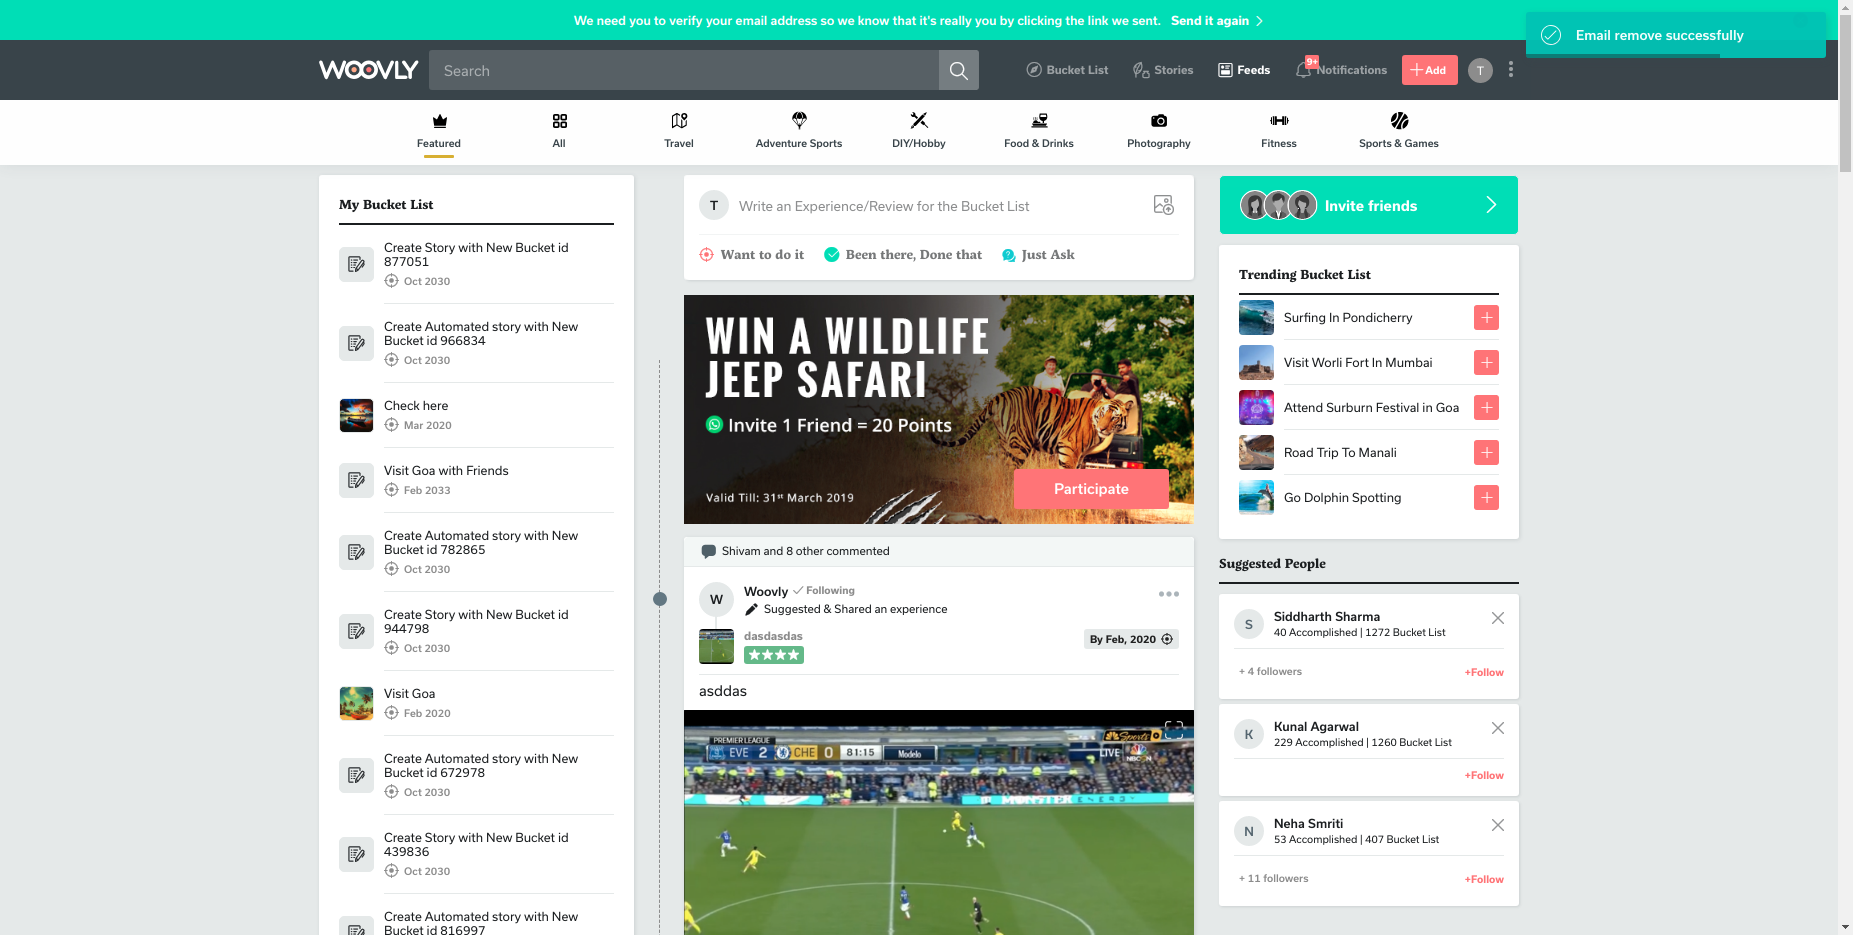 We need you to verify your email address so we know that it's really you by clicking the link we sent. Send it again
Email remove successfully
WOOVLY
Search
Bucket List
Stories
Feeds
9+
Notifications
Add
T
Featured
All
Travel
Adventure Sports
DIY/Hobby
Food & Drinks
Photography
Fitness
Sports & Games
My Bucket List
Create Story with New Bucket id
877051
Oct 2030
Create Automated story with New
Bucket id 966834
Oct 2030
Check here
Mar 2020
Visit Goa with Friends
Feb 2033
Create Automated story with New
Bucket id 782865
Oct 2030
Create Story with New Bucket id
944798
Oct 2030
Visit Goa
Feb 2020
Create Automated story with New
Bucket id 672978
Oct 2030
Create Story with New Bucket id
439836
Oct 2030
Create Automated story with New
Bucket id 816997
T
Write an Experience/Review for the Bucket List
Want to do it
Been there, Done that
Just Ask
WIN A WILDLIFE
JEEP SAFARI
Invite 1 Friend = 20 Points
Valid Till: 31st March 2019
Participate
Shivam and 8 other commented
W
Woovly
Following
Suggested & Shared an experience
dasdasdas
By Feb, 2020
asddas
PREMIER LEAGUE
EVE 2 CHE 0 81:15 Modelo
Sports
LIVE
NBCSN
MONSTER ENERGY
Invite friends
Trending Bucket List
Surfing In Pondicherry
Visit Worli Fort In Mumbai
Attend Surburn Festival in Goa
Road Trip To Manali
Go Dolphin Spotting
Suggested People
S
Siddharth Sharma
40 Accomplished | 1272 Bucket List
+ 4 followers
+Follow
K
Kunal Agarwal
229 Accomplished | 1260 Bucket List
+Follow
N
Neha Smriti
53 Accomplished | 407 Bucket List
+ 11 followers
+Follow